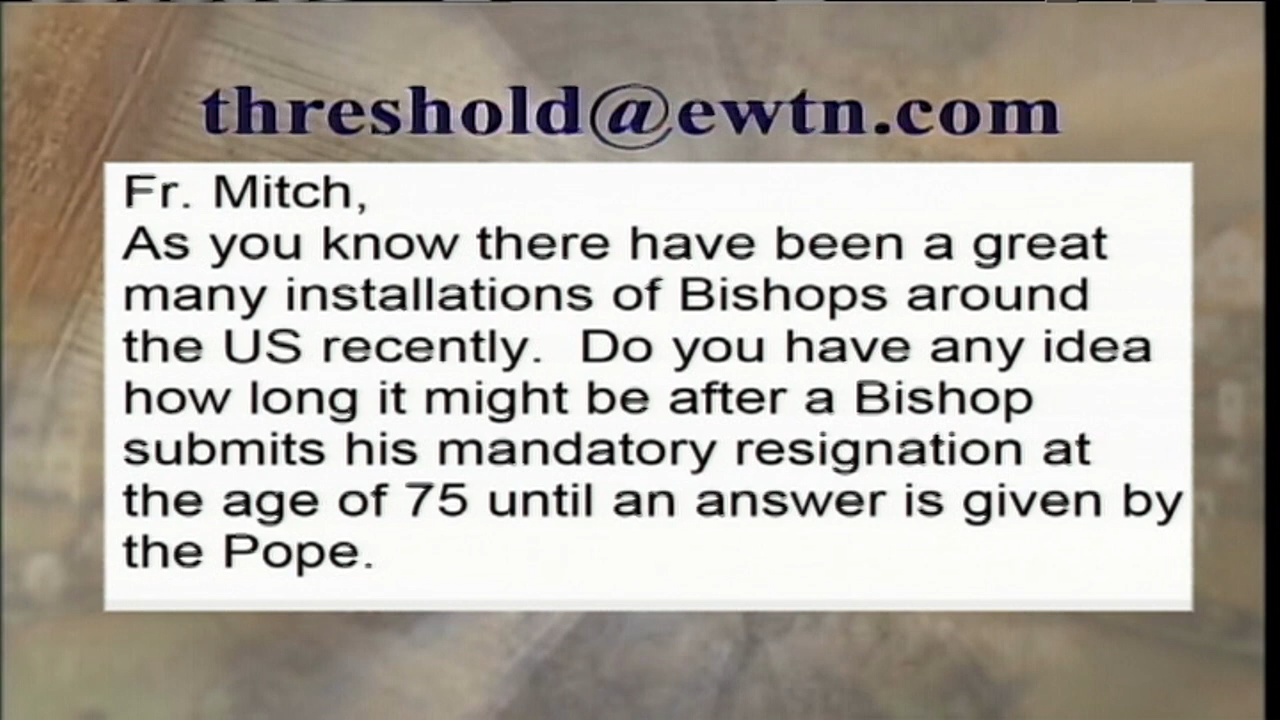 threshold@ewtn.com
Fr. Mitch,
As you know there have been a great
many installations of Bishops around
the US recently.  Do you have any idea
how long it might be after a Bishop
submits his mandatory resignation at
the age of 75 until an answer is given by
the Pope.